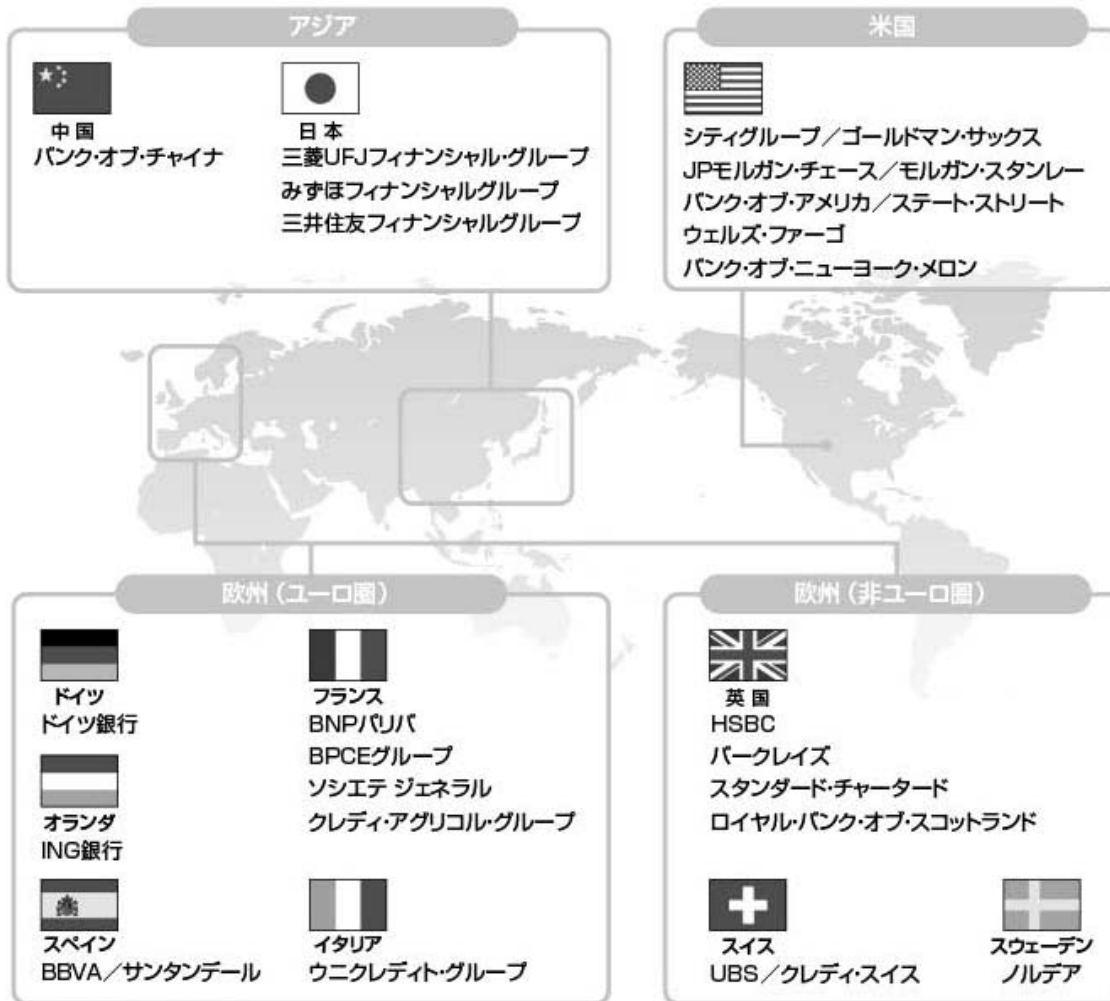 アジア
中国
バンク・オブ・チャイナ
日本
三菱UFJフィナンシャル・グループ
みずほフィナンシャルグループ
三井住友フィナンシャルグループ
米国
シティグループ／ゴールドマン・サックス
JPモルガン・チェース／モルガン・スタンレー
バンク・オブ・アメリカ／ステート・ストリート
ウェルズ・ファーゴ
バンク・オブ・ニューヨーク・メロン
欧州（ユーロ圏）
ドイツ
ドイツ銀行
フランス
BNPパリバ
BPCEグループ
ソシエテ ジェネラル
クレディ・アグリコル・グループ
オランダ
ING銀行
スペイン
BBVA／サンタンデール
イタリア
ウニクレディト・グループ
欧州（非ユーロ圏）
英国
HSBC
バークレイズ
スタンダード・チャータード
ロイヤル・バンク・オブ・スコットランド
スイス
UBS／クレディ・スイス
スウェーデン
ノルデア